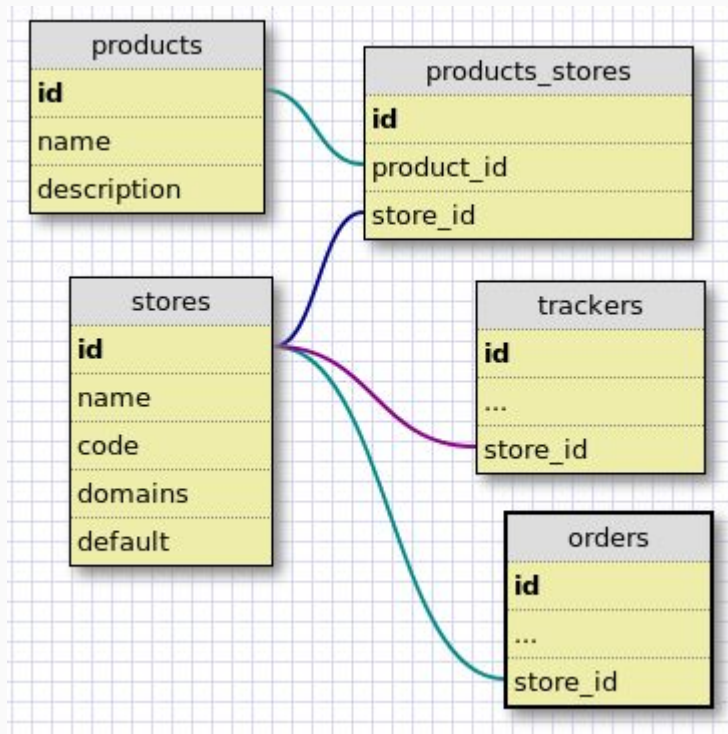 products
id
name
description
products_stores
id
product_id
store_id
stores
id
name
code
domains
default
trackers
id
...
store_id
orders
id
...
store_id